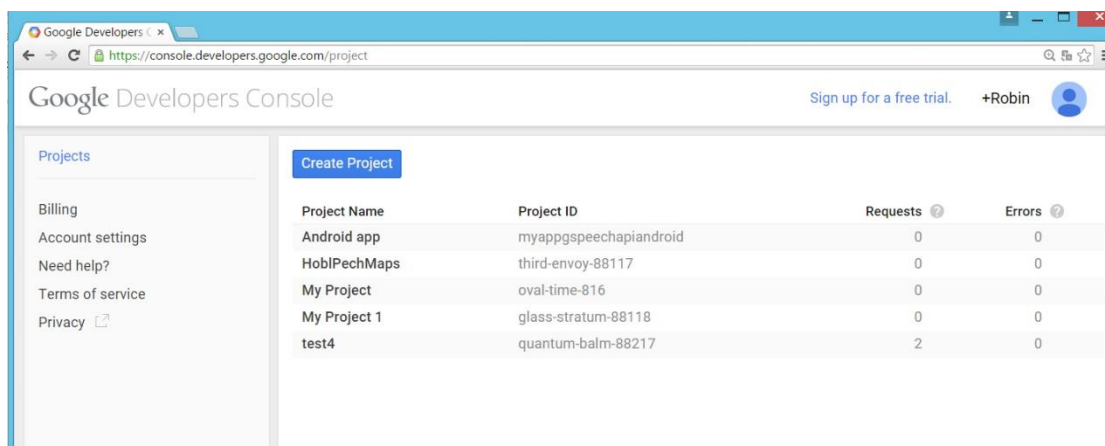 Google Developers C
https://console.developers.google.com/project
Google Developers Console
Sign up for a free trial.
+Robin
Projects
Billing
Account settings
Need help?
Terms of service
Privacy
Create Project
Project Name Project ID Requests ? Errors ?
Android app myappgspeechapiandroid 0 0
HoblPechMaps third-envoy-88117 0 0
My Project oval-time-816 0 0
My Project 1 glass-stratum-88118 0 0
test4 quantum-balm-88217 2 0